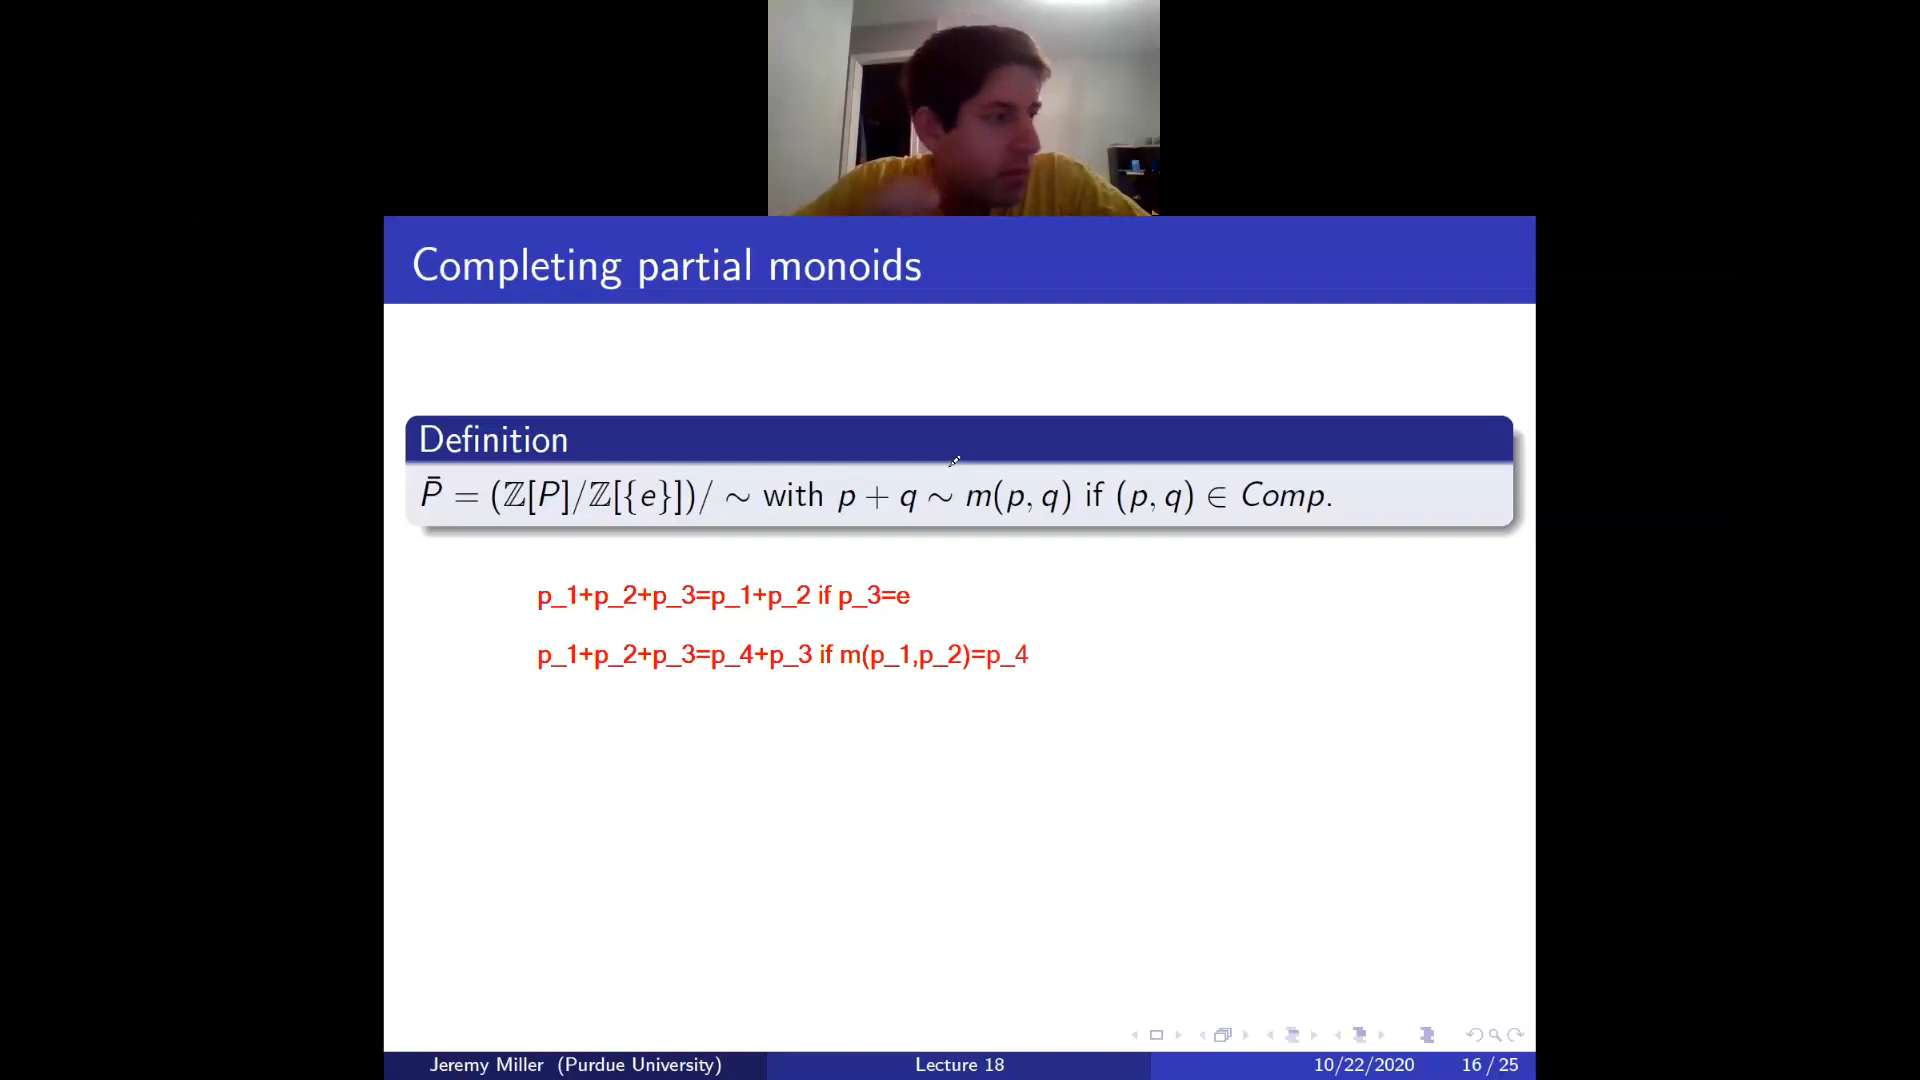 Completing partial monoids
Definition
P̄ = (ℤ[P]/ℤ[{e}])/ ∼ with p + q ∼ m(p, q) if (p, q) ∈ Comp.
p_1+p_2+p_3=p_1+p_2 if p_3=e
p_1+p_2+p_3=p_4+p_3 if m(p_1,p_2)=p_4
Jeremy Miller (Purdue University) Lecture 18 10/22/2020 16 / 25